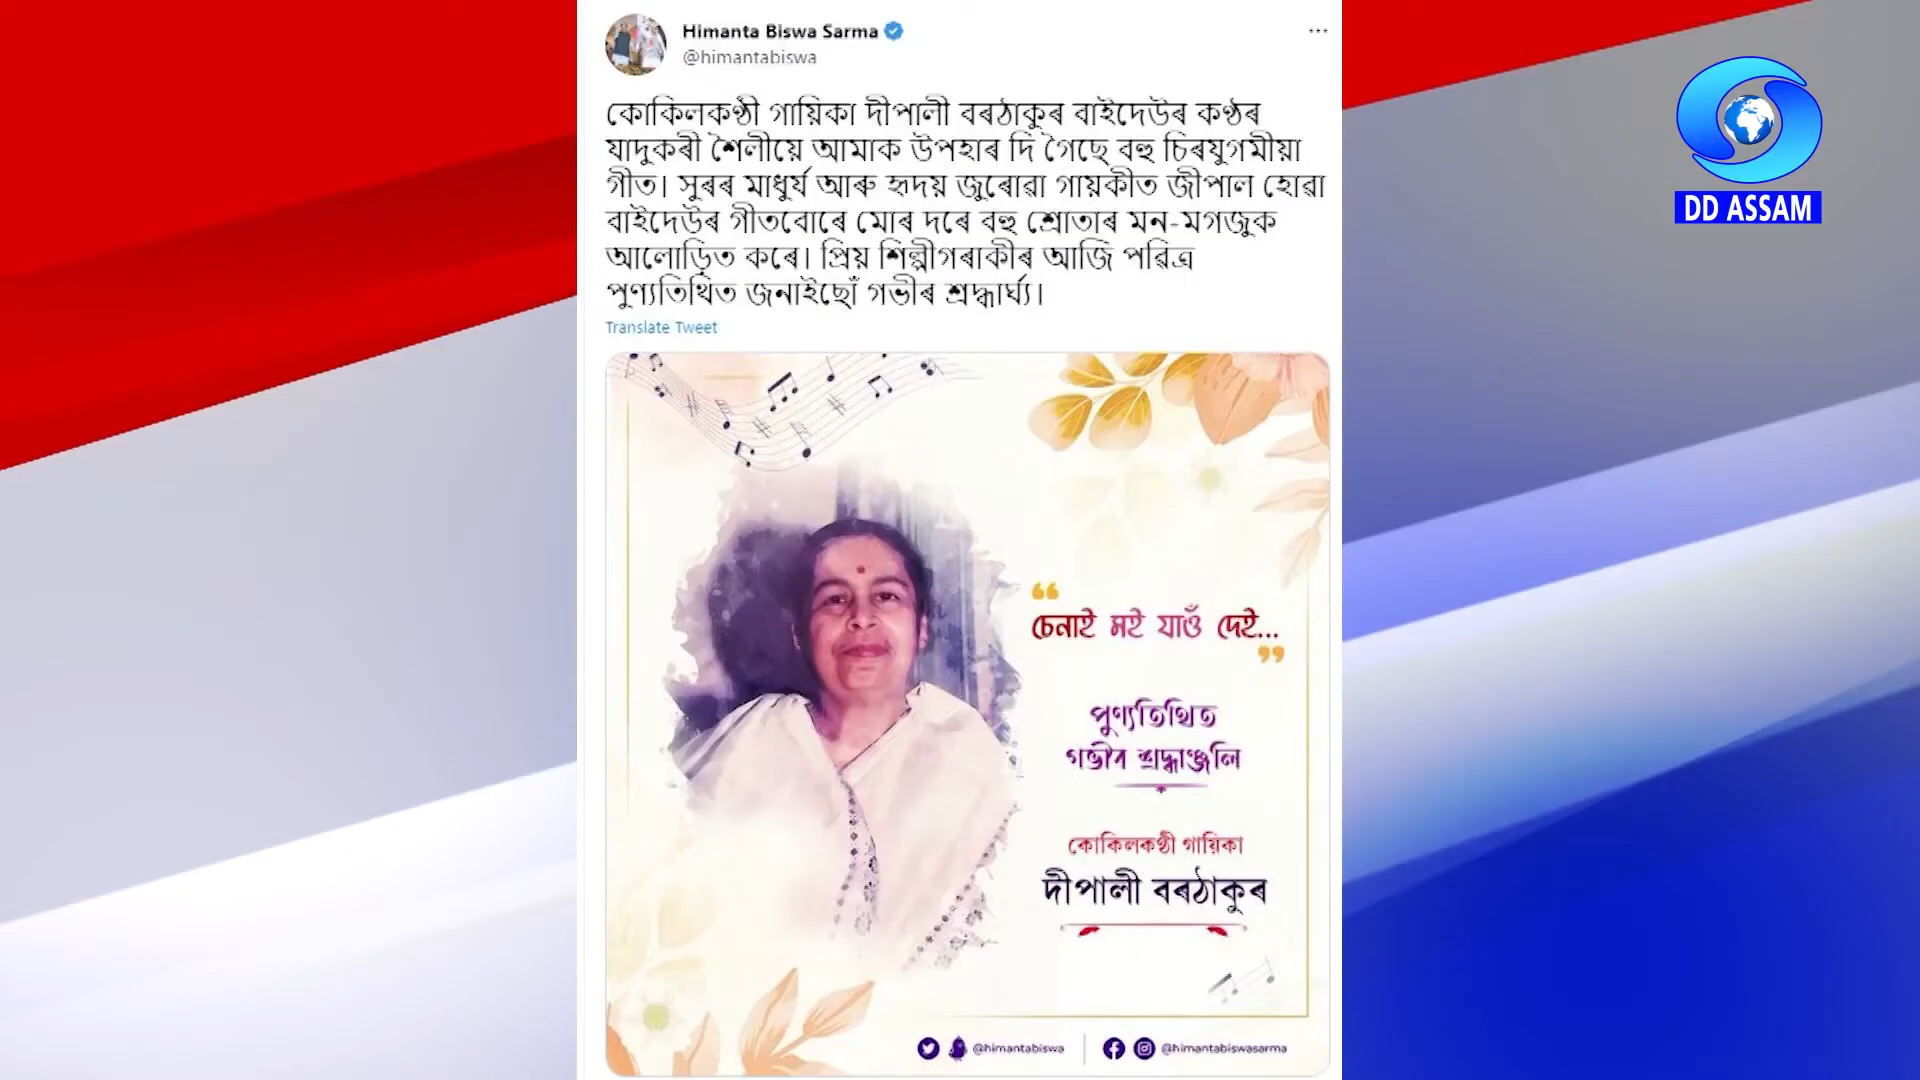 Himanta Biswa Sarma
@himantabiswa
কোকিলকণ্ঠী গায়িকা দীপালী বৰঠাকুৰ বাইদেউৰ কণ্ঠৰ
যাদুকৰী শৈলীয়ে আমাক উপহাৰ দি গৈছে বহু চিৰযুগমীয়া
গীত। সুৰৰ মাধুৰ্য আৰু হৃদয় জুৰোৱা গায়কীত জীপাল হোৱা
বাইদেউৰ গীতবোৰে মোৰ দৰে বহু শ্ৰোতাৰ মন-মগজুক
আলোড়িত কৰে। প্ৰিয় শিল্পীগৰাকীৰ আজি পৱিত্ৰ
পুণ্যতিথিত জনাইছোঁ গভীৰ শ্ৰদ্ধাৰ্ঘ্য।
Translate Tweet
DD ASSAM
“চেনাই মই যাওঁ দেই...”
পুণ্যতিথিত
গভীৰ শ্ৰদ্ধাঞ্জলি
কোকিলকণ্ঠী গায়িকা
দীপালী বৰঠাকুৰ
@himantabiswa
@himantabiswasarma